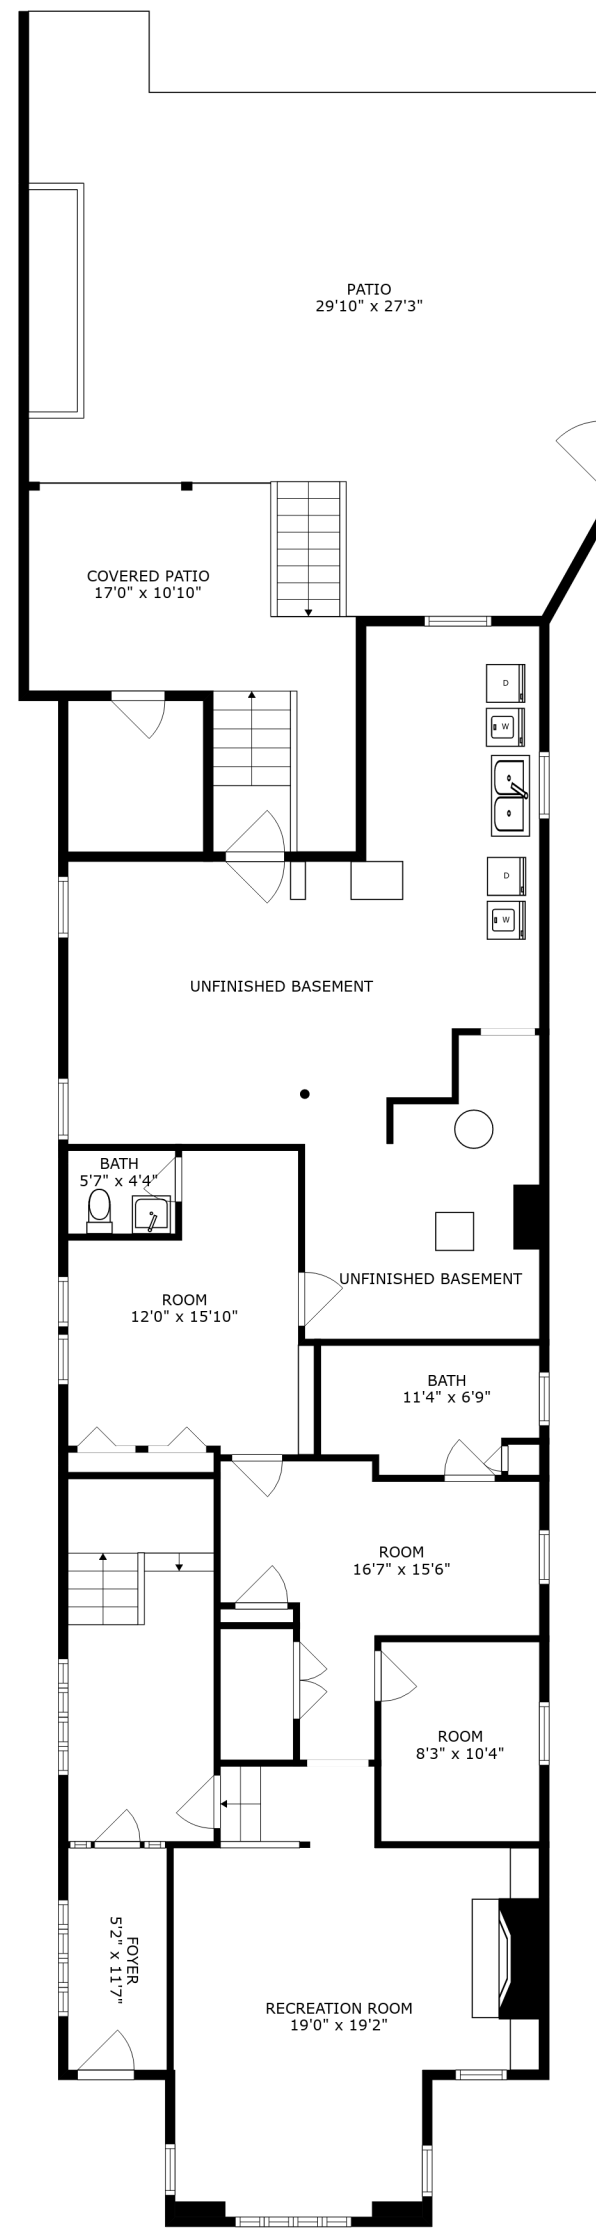 PATIO
29'10" x 27'3"
COVERED PATIO
17'0" x 10'10"
D
W
D
W
UNFINISHED BASEMENT
BATH
5'7" x 4'4"
UNFINISHED BASEMENT
ROOM
12'0" x 15'10"
BATH
11'4" x 6'9"
ROOM
16'7" x 15'6"
ROOM
8'3" x 10'4"
FOYER
5'2" x 11'7"
RECREATION ROOM
19'0" x 19'2"